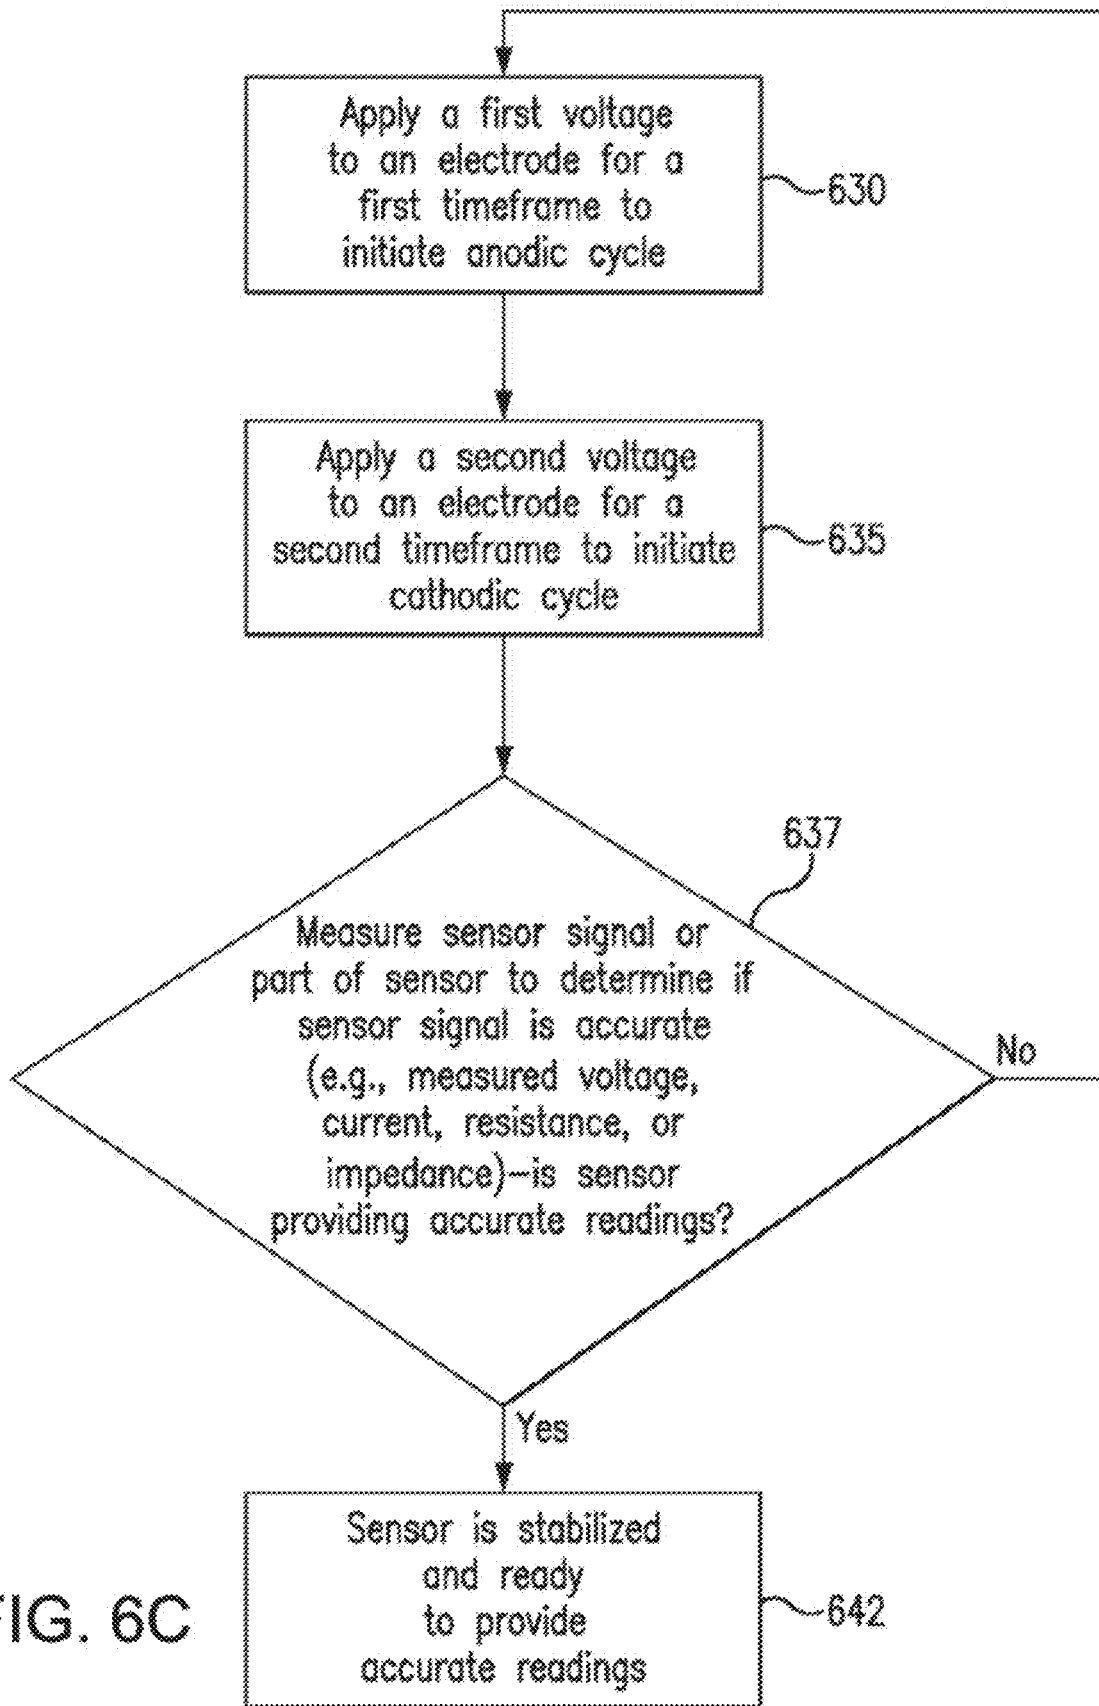 Apply a first voltage
to an electrode for a
first timeframe to
initiate anodic cycle
630
Apply a second voltage
to an electrode for a
second timeframe to initiate
cathodic cycle
635
637
Measure sensor signal or
part of sensor to determine if
sensor signal is accurate
(e.g., measured voltage,
current, resistance, or
impedance)–is sensor
providing accurate readings?
No
Yes
Sensor is stabilized
and ready
to provide
accurate readings
642
FIG. 6C